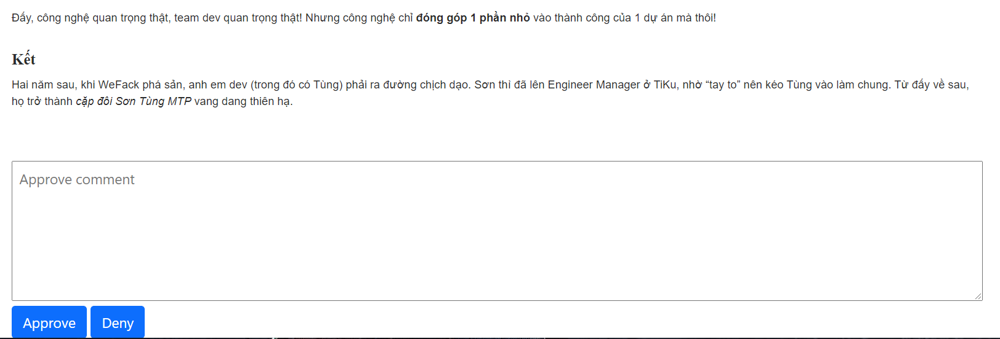 Đấy, công nghệ quan trọng thật, team dev quan trọng thật! Nhưng công nghệ chỉ đóng góp 1 phần nhỏ vào thành công của 1 dự án mà thôi!
Kết
Hai năm sau, khi WeFack phá sản, anh em dev (trong đó có Tùng) phải ra đường chịch dạo. Sơn thì đã lên Engineer Manager ở TiKu, nhờ “tay to” nên kéo Tùng vào làm chung. Từ đấy về sau,
họ trở thành cặp đôi Sơn Tùng MTP vang dang thiên hạ.
Approve comment
Approve Deny